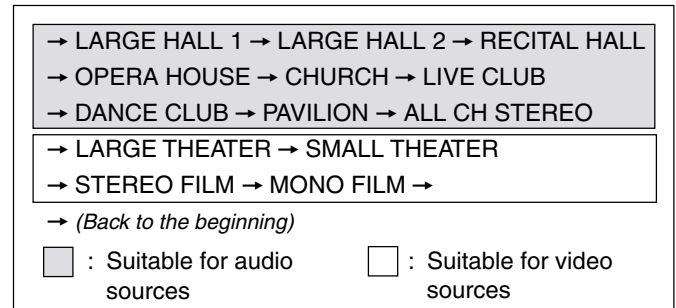 → LARGE HALL 1 → LARGE HALL 2 → RECITAL HALL
→ OPERA HOUSE → CHURCH → LIVE CLUB
→ DANCE CLUB → PAVILION → ALL CH STEREO
→ LARGE THEATER → SMALL THEATER
→ STEREO FILM → MONO FILM →
→ (Back to the beginning)
: Suitable for audio sources
: Suitable for video sources